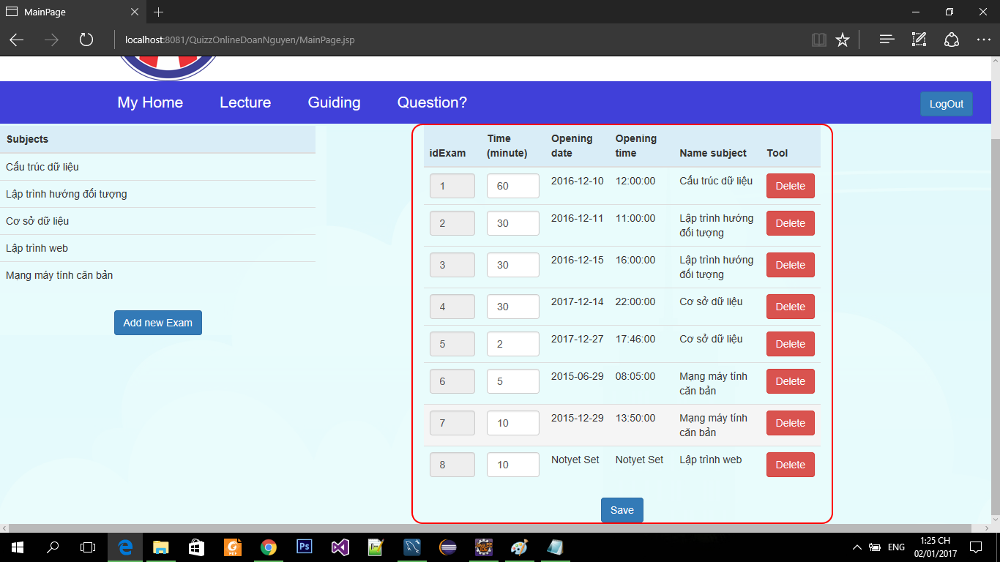 MainPage
localhost:8081/QuizzOnlineDoanNguyen/MainPage.jsp
My Home Lecture Guiding Question? LogOut
Subjects
Cấu trúc dữ liệu
Lập trình hướng đối tượng
Cơ sở dữ liệu
Lập trình web
Mạng máy tính căn bản
Add new Exam
Time Opening Opening
idExam (minute) date time Name subject Tool
1 60 2016-12-10 12:00:00 Cấu trúc dữ liệu Delete
2 30 2016-12-11 11:00:00 Lập trình hướng Delete
đối tượng
3 30 2016-12-15 16:00:00 Lập trình hướng Delete
đối tượng
4 30 2017-12-14 22:00:00 Cơ sở dữ liệu Delete
5 2 2017-12-27 17:46:00 Cơ sở dữ liệu Delete
6 5 2015-06-29 08:05:00 Mạng máy tính Delete
căn bản
7 10 2015-12-29 13:50:00 Mạng máy tính Delete
căn bản
8 10 Notyet Set Notyet Set Lập trình web Delete
Save
Ps
ENG
1:25 CH
02/01/2017